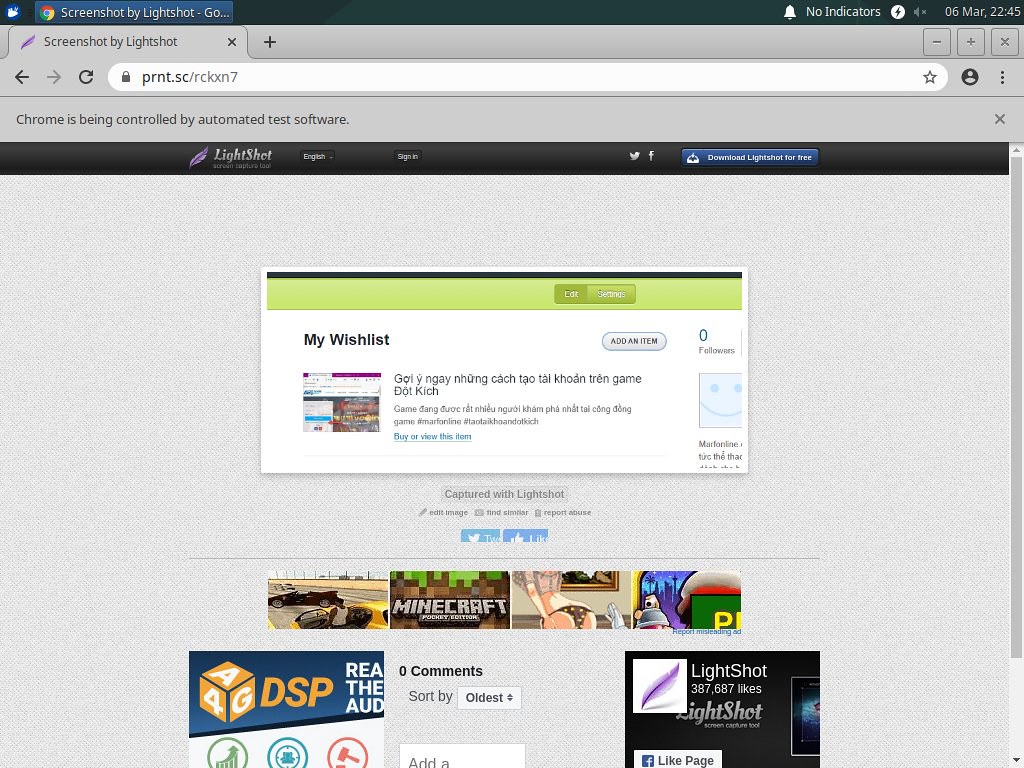 Screenshot by Lightshot - Go...
No Indicators
06 Mar, 22:45
Screenshot by Lightshot
prnt.sc/rckxn7
Chrome is being controlled by automated test software.
LightShot
screen capture tool
English
Sign in
Download Lightshot for free
Edit
Settings
My Wishlist
ADD AN ITEM
0
Followers
Gợi ý ngay những cách tạo tài khoản trên game
Đột Kích
Game đang được rất nhiều người khám phá nhất tại cổng đồng
game #marfonline #taotaikhoandotkich
Buy or view this item
Marfonline
tức thể thao
Captured with Lightshot
edit image
find similar
report abuse
MINECRAFT
POCKET EDITION
Report misleading ad
A4G DSP
REA
THE
AUD
0 Comments
Sort by
Oldest
Add a
LightShot
387,687 likes
LightShot
screen capture tool
Like Page